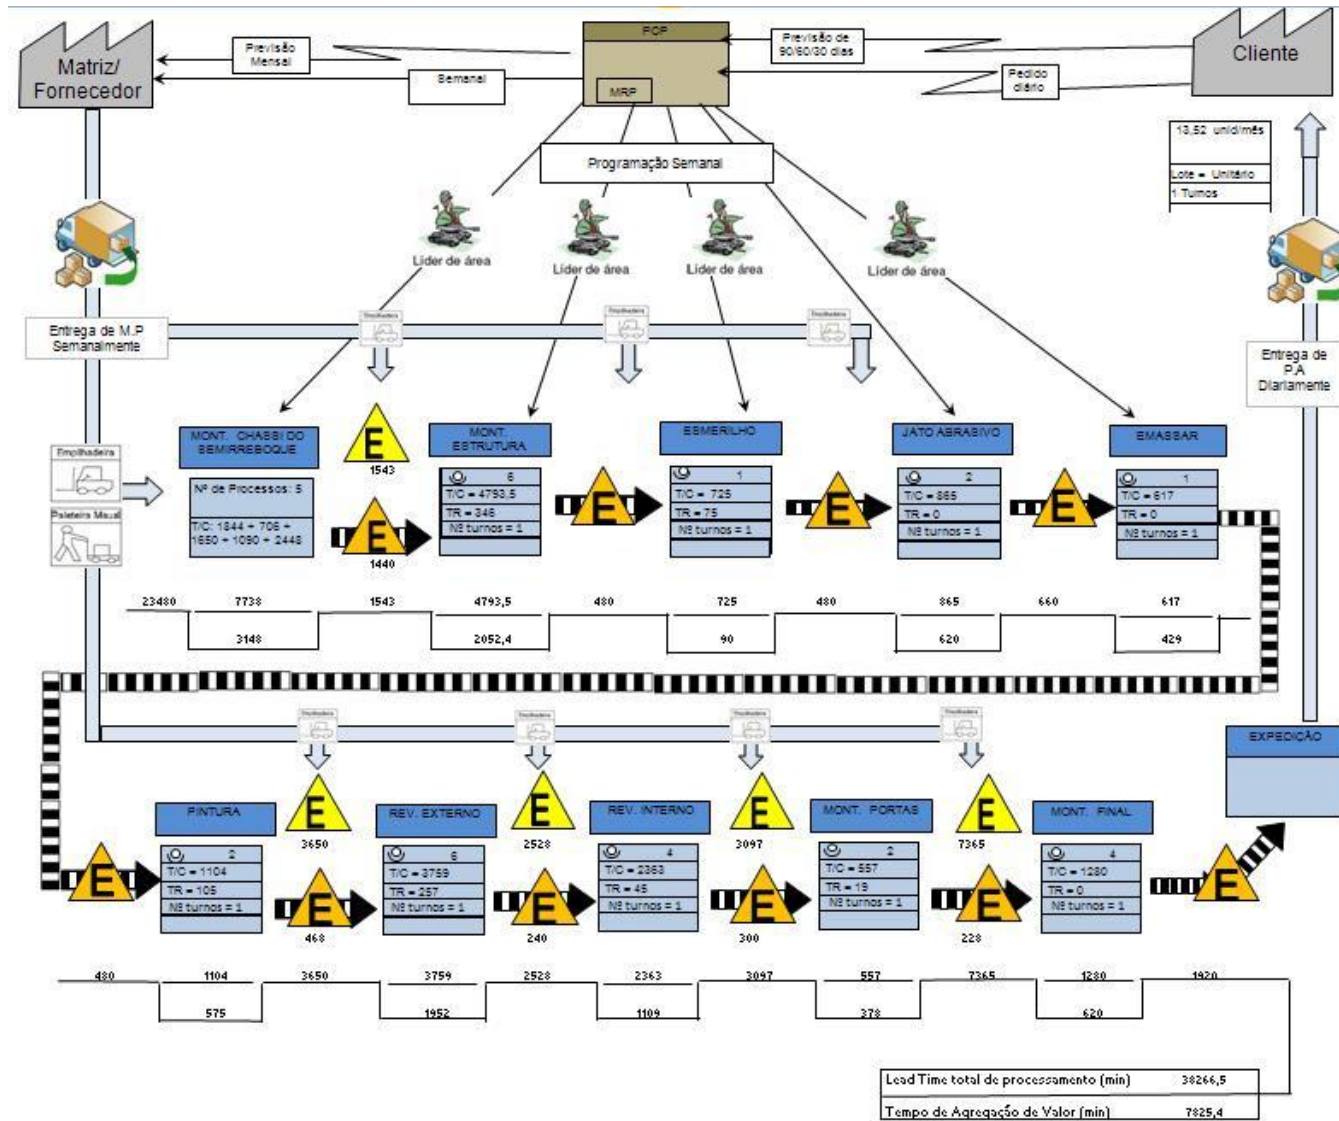 Matriz/
Fornecedor
Previsão
Mensal
Semanal
PCP
MRP
Previsão de
90/60/30 dias
Pedido
diário
Cliente
13,52 unid/mês
Lote = Unitário
1 Turnos
Programação Semanal
Líder de área
Líder de área
Líder de área
Líder de área
Entrega de M.P
Semanalmente
Empilhadeira
Empilhadeira
Empilhadeira
Entrega de
P.A
Diariamente
Empilhadeira
Paleteira Maual
MONT. CHASSI DO
SEMIRREBOQUE
Nº de Processos: 5
T/C: 1844 + 706 +
1650 + 1090 + 2448
E
1543
E
1440
MONT.
ESTRUTURA
6
T/C = 4793,5
TR = 346
Nº turnos = 1
E
ESMERILHO
1
T/C = 725
TR = 75
Nº turnos = 1
E
JATO ABRASIVO
2
T/C = 865
TR = 0
Nº turnos = 1
E
EMASSAR
1
T/C = 617
TR = 0
Nº turnos = 1
23480 7738 1543 4793,5 480 725 480 865 660 617
3148 2052,4 90 620 429
Empilhadeira
Empilhadeira
Empilhadeira
Empilhadeira
EXPEDIÇÃO
E
PINTURA
2
T/C = 1104
TR = 105
Nº turnos = 1
E
3650
E
468
REV. EXTERNO
6
T/C = 3759
TR = 257
Nº turnos = 1
E
2528
E
240
REV. INTERNO
4
T/C = 2363
TR = 45
Nº turnos = 1
E
3097
E
300
MONT. PORTAS
2
T/C = 557
TR = 19
Nº turnos = 1
E
7365
E
228
MONT. FINAL
4
T/C = 1280
TR = 0
Nº turnos = 1
E
480 1104 3650 3759 2528 2363 3097 557 7365 1280 1920
575 1952 1109 378 620
Lead Time total de processamento (min) 38266,5
Tempo de Agregação de Valor (min) 7825,4